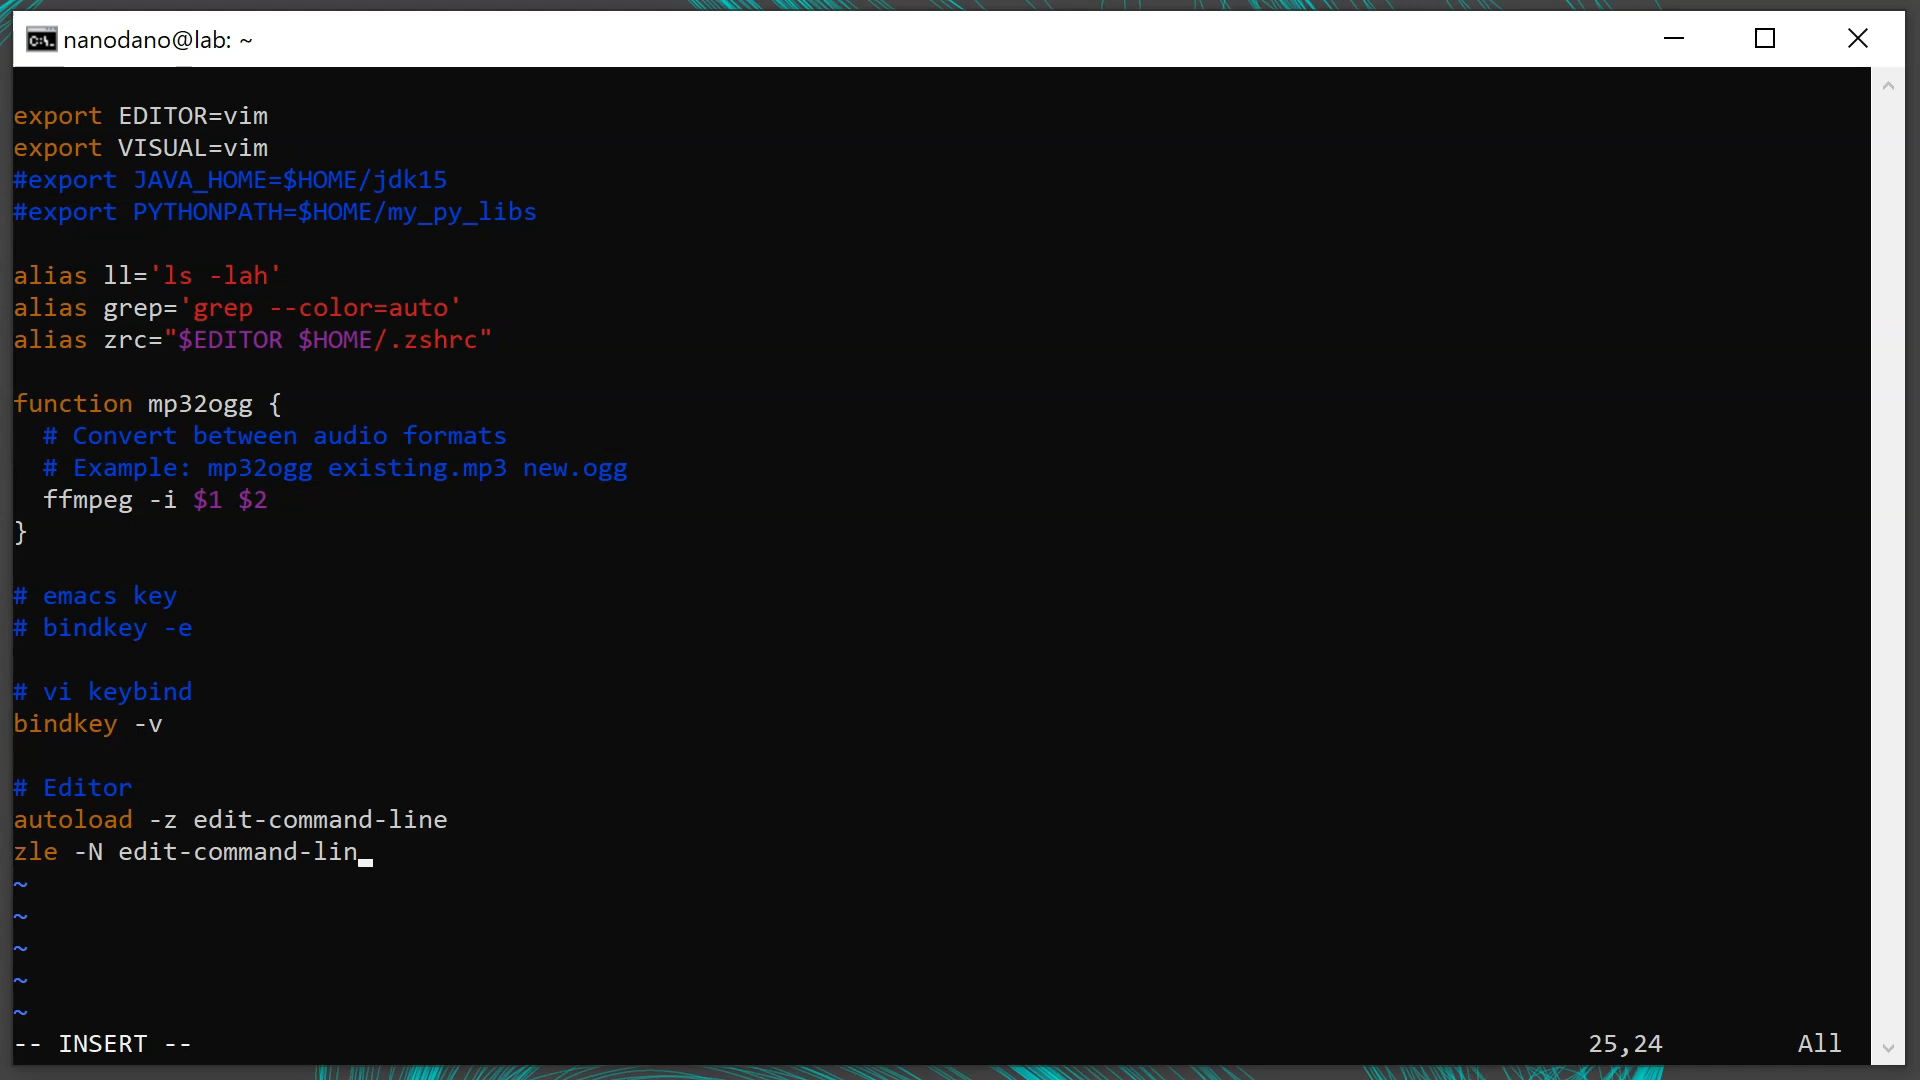 nanodano@lab: ~
export EDITOR=vim
export VISUAL=vim
#export JAVA_HOME=$HOME/jdk15
#export PYTHONPATH=$HOME/my_py_libs
alias ll='ls -lah'
alias grep='grep --color=auto'
alias zrc="$EDITOR $HOME/.zshrc"
function mp32ogg {
  # Convert between audio formats
  # Example: mp32ogg existing.mp3 new.ogg
  ffmpeg -i $1 $2
}
# emacs key
# bindkey -e
# vi keybind
bindkey -v
# Editor
autoload -z edit-command-line
zle -N edit-command-lin
~
~
~
~
~
-- INSERT -- 25,24 All